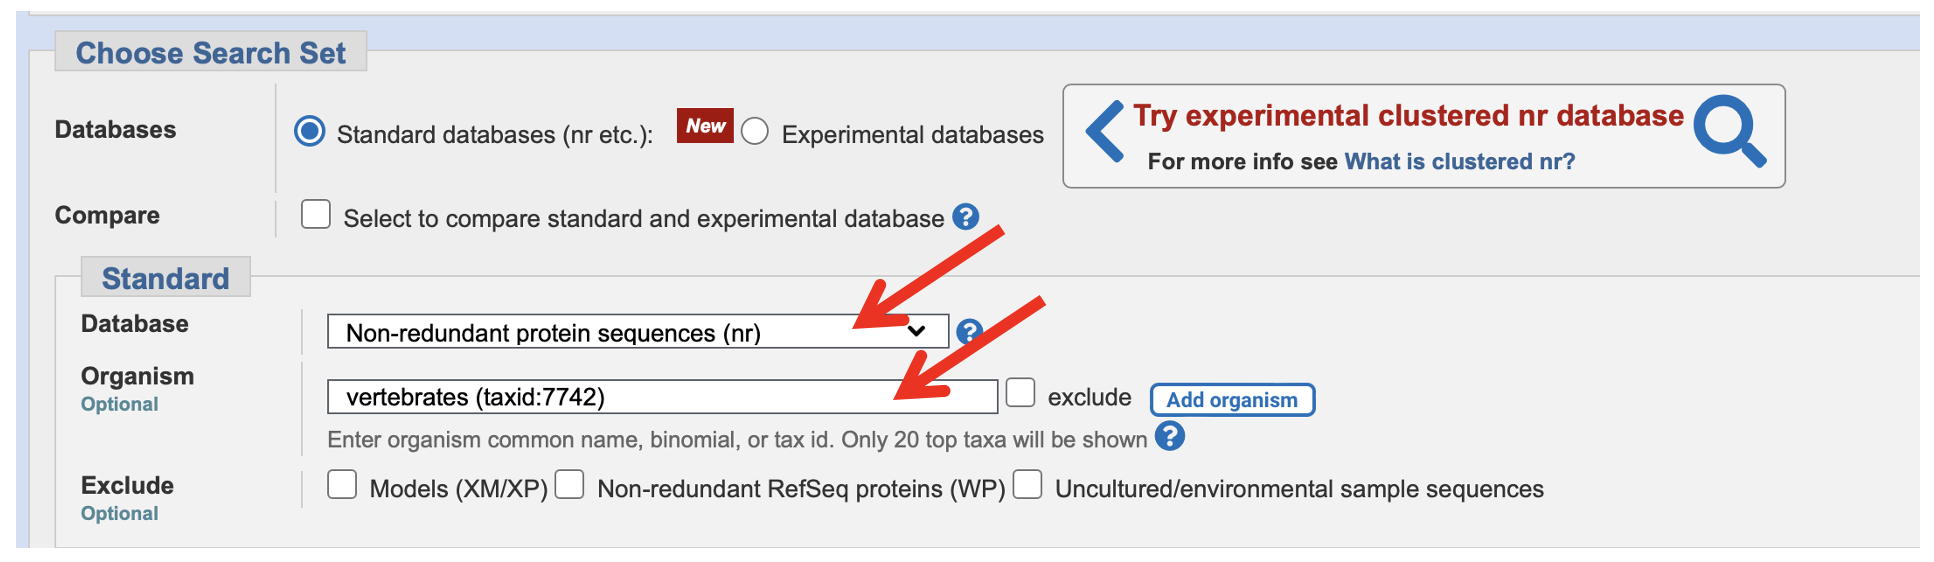 Choose Search Set
Databases
Standard databases (nr etc.): New Experimental databases
Try experimental clustered nr database
For more info see What is clustered nr?
Compare
Select to compare standard and experimental database ?
Standard
Database
Non-redundant protein sequences (nr) ?
Organism
Optional
vertebrates (taxid:7742) exclude Add organism
Enter organism common name, binomial, or tax id. Only 20 top taxa will be shown ?
Exclude
Optional
Models (XM/XP) Non-redundant RefSeq proteins (WP) Uncultured/environmental sample sequences